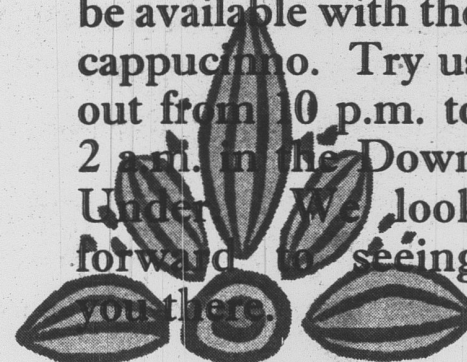 be available with the
cappucinno. Try us
out from 10 p.m. to
2 a.m. in the Down
Under. We look
forward to seeing
you there.